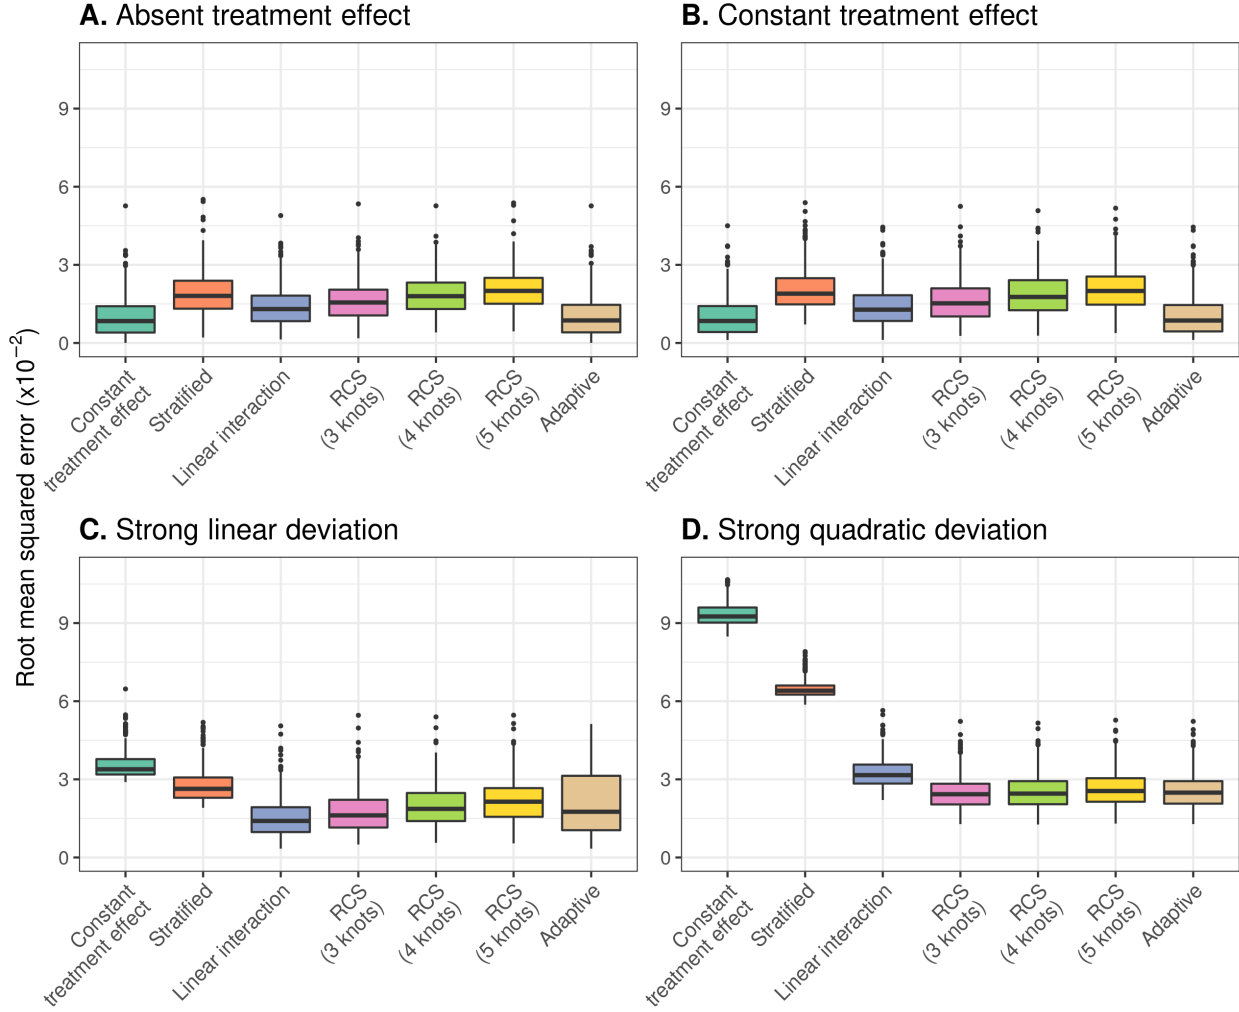 A. Absent treatment effect
B. Constant treatment effect
Root mean squared error (x10⁻²)
9
6
3
0
Constant
treatment effect
Stratified
Linear interaction
RCS
(3 knots)
RCS
(4 knots)
RCS
(5 knots)
Adaptive
9
6
3
0
Constant
treatment effect
Stratified
Linear interaction
RCS
(3 knots)
RCS
(4 knots)
RCS
(5 knots)
Adaptive
C. Strong linear deviation
D. Strong quadratic deviation
9
6
3
0
Constant
treatment effect
Stratified
Linear interaction
RCS
(3 knots)
RCS
(4 knots)
RCS
(5 knots)
Adaptive
9
6
3
0
Constant
treatment effect
Stratified
Linear interaction
RCS
(3 knots)
RCS
(4 knots)
RCS
(5 knots)
Adaptive